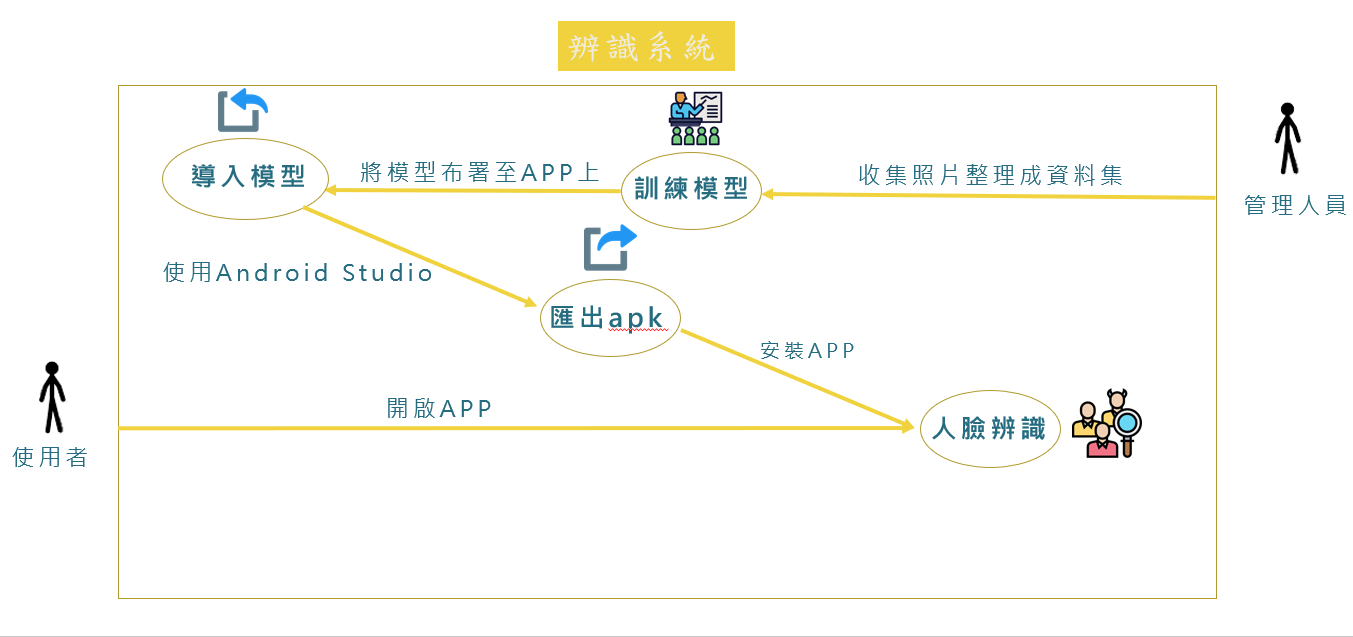 辨識系統
導入模型
將模型布署至APP上
訓練模型
收集照片整理成資料集
管理人員
使用Android Studio
匯出apk
安裝APP
開啟APP
人臉辨識
使用者